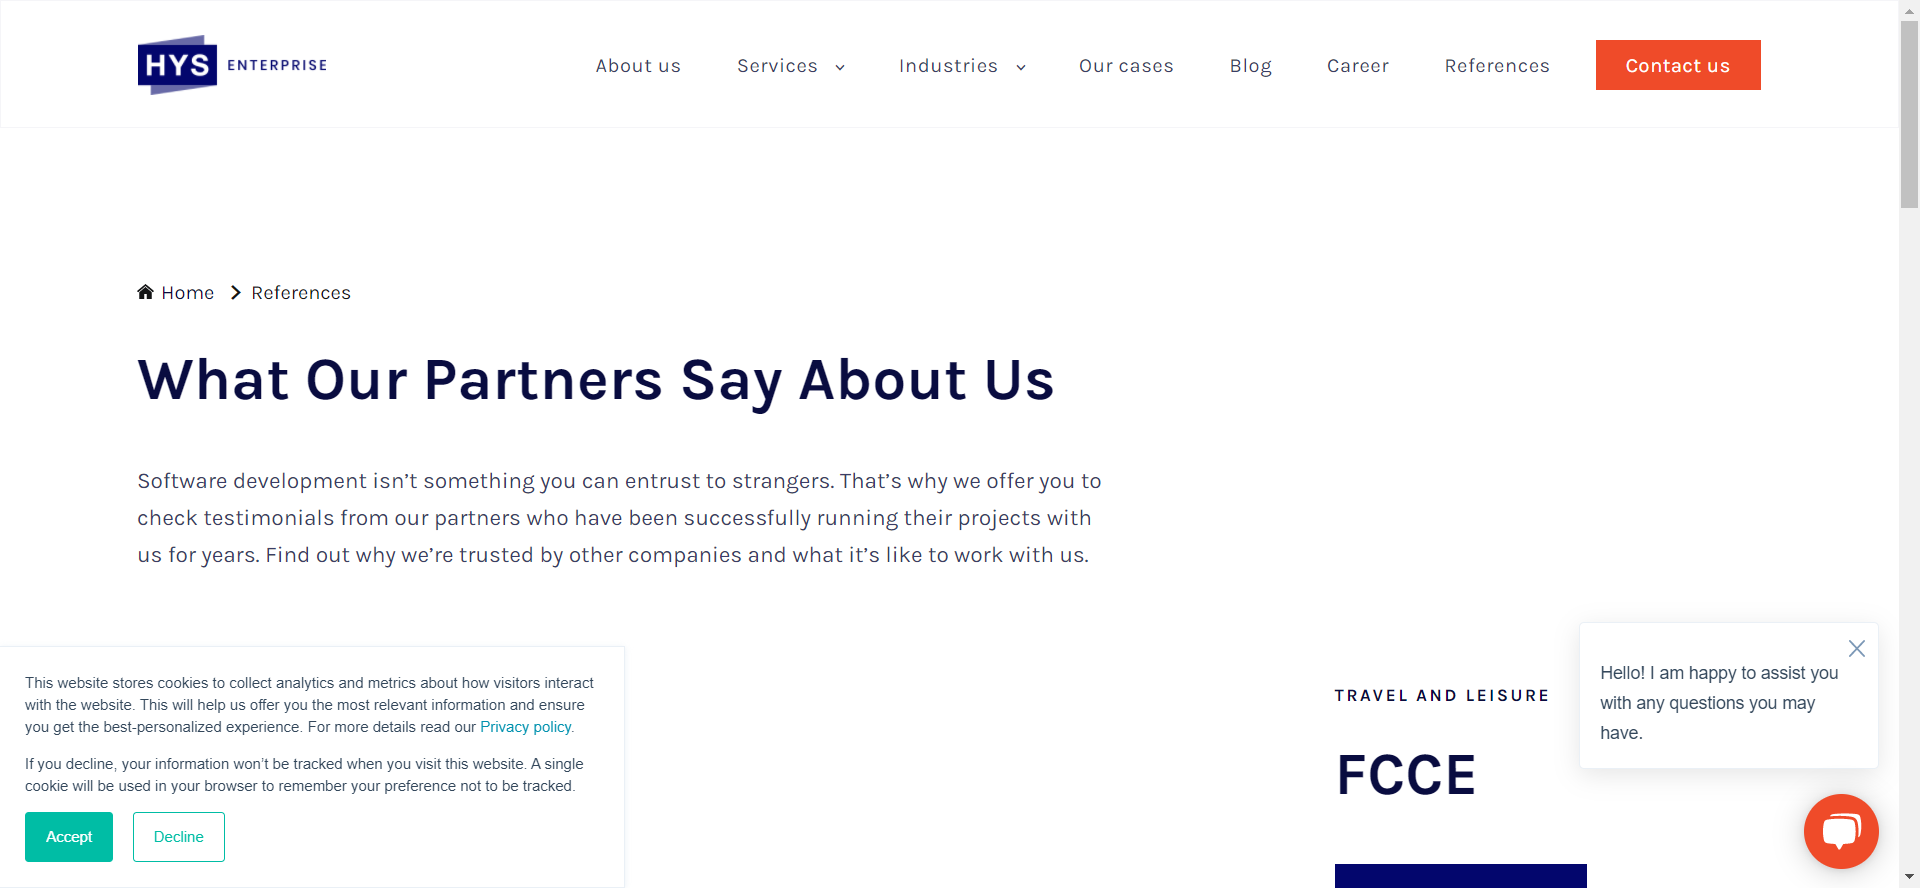 HYS ENTERPRISE
About us Services Industries Our cases Blog Career References Contact us
Home References
What Our Partners Say About Us
Software development isn’t something you can entrust to strangers. That’s why we offer you to
check testimonials from our partners who have been successfully running their projects with
us for years. Find out why we’re trusted by other companies and what it’s like to work with us.
TRAVEL AND LEISURE
FCCE
This website stores cookies to collect analytics and metrics about how visitors interact
with the website. This will help us offer you the most relevant information and ensure
you get the best-personalized experience. For more details read our Privacy policy.
If you decline, your information won’t be tracked when you visit this website. A single
cookie will be used in your browser to remember your preference not to be tracked.
Accept Decline
Hello! I am happy to assist you
with any questions you may
have.